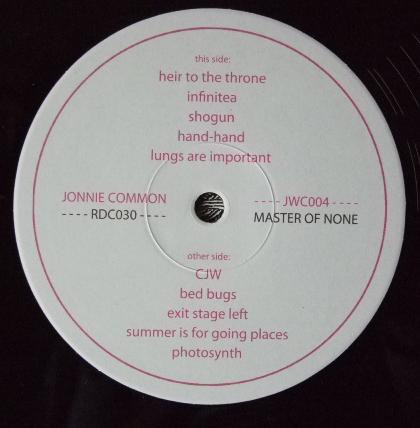 this side:
heir to the throne
infinitea
shogun
hand-hand
lungs are important
JONNIE COMMON
---- RDC030 ----
---- JWC004 ----
MASTER OF NONE
other side:
CJW
bed bugs
exit stage left
summer is for going places
photosynth